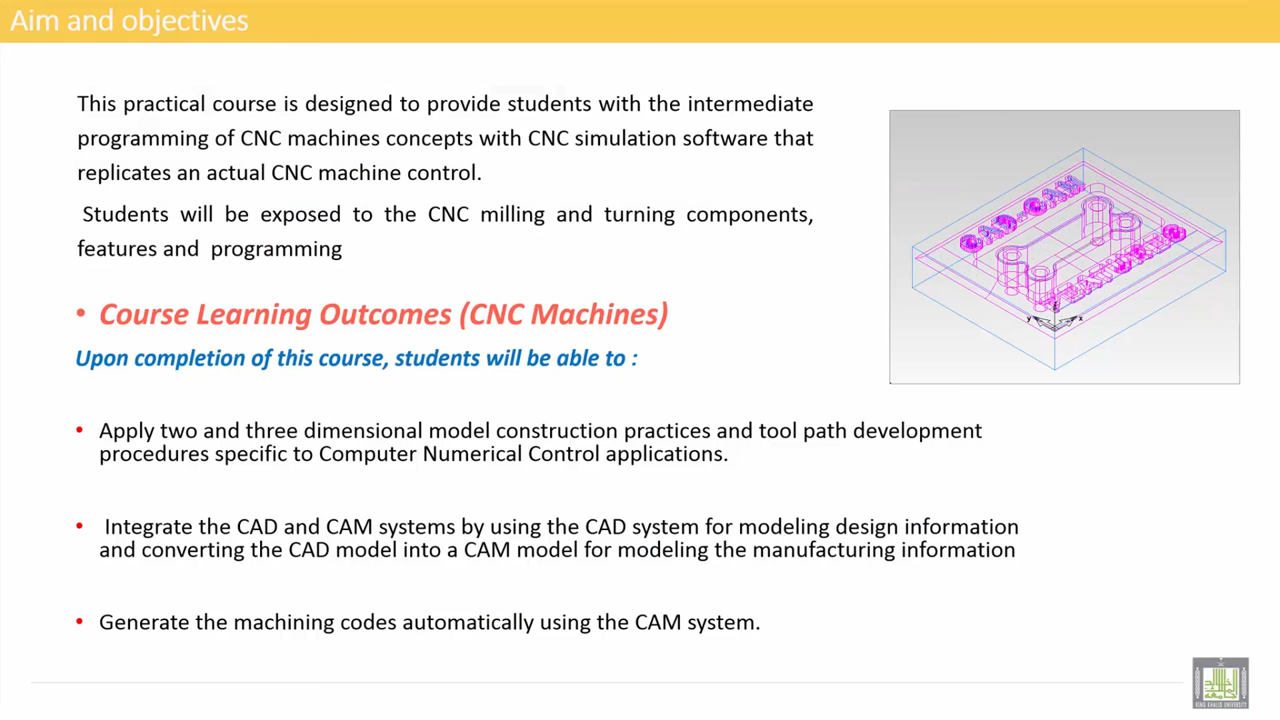 Aim and objectives
This practical course is designed to provide students with the intermediate
programming of CNC machines concepts with CNC simulation software that
replicates an actual CNC machine control.
Students will be exposed to the CNC milling and turning components,
features and programming
• Course Learning Outcomes (CNC Machines)
Upon completion of this course, students will be able to :
• Apply two and three dimensional model construction practices and tool path development
procedures specific to Computer Numerical Control applications.
• Integrate the CAD and CAM systems by using the CAD system for modeling design information
and converting the CAD model into a CAM model for modeling the manufacturing information
• Generate the machining codes automatically using the CAM system.
CAD-CAM
Y
X
KING KHALID UNIVERSITY